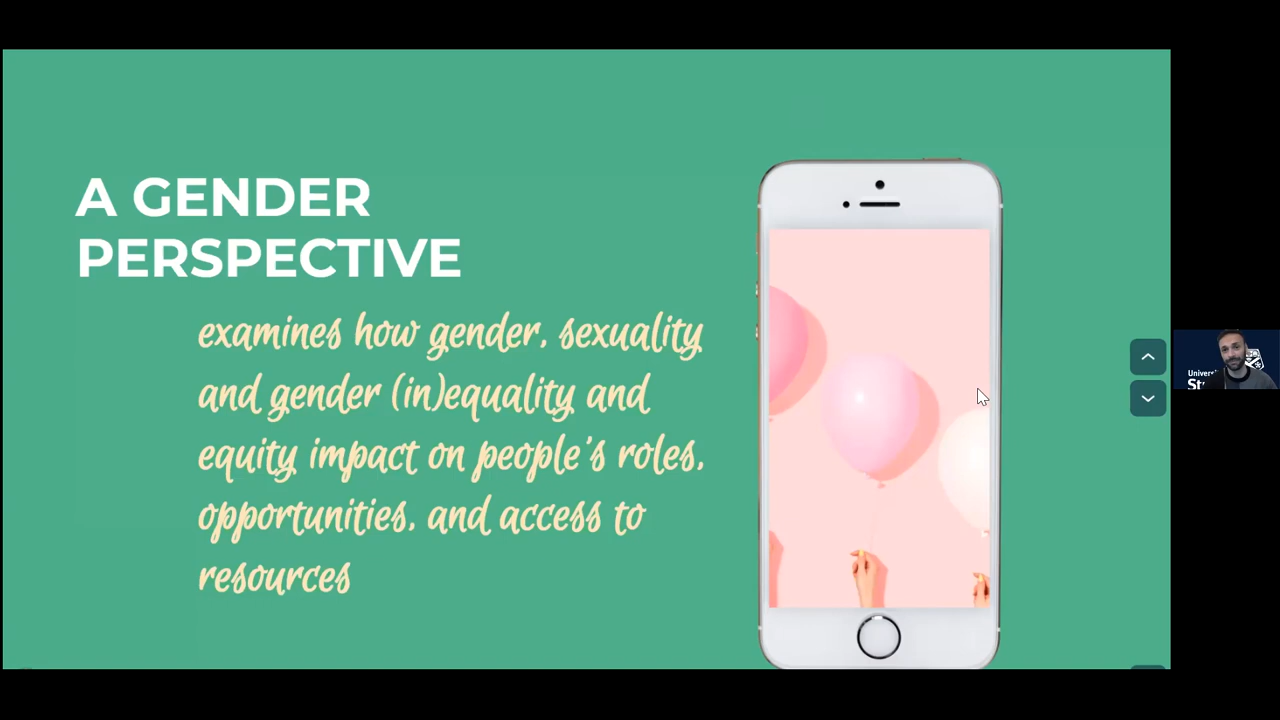 A GENDER
PERSPECTIVE
examines how gender, sexuality
and gender (in)equality and
equity impact on people's roles,
opportunities, and access to
resources